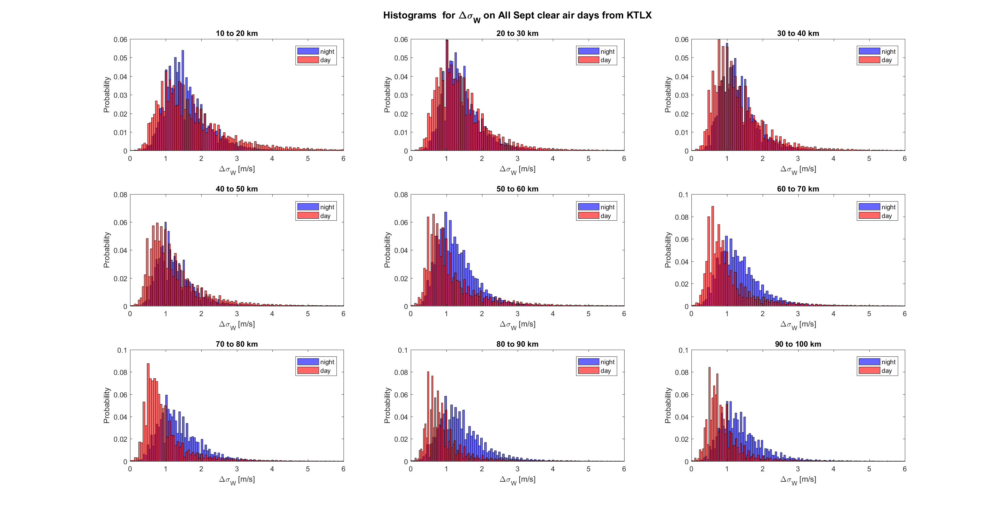 Histograms  for Δσ_W on All Sept clear air days from KTLX
10 to 20 km
0.06
0.05
0.04
0.03
0.02
0.01
0
Probability
night
day
0 1 2 3 4 5 6
Δσ_W [m/s]
20 to 30 km
0.06
0.05
0.04
0.03
0.02
0.01
0
Probability
night
day
0 1 2 3 4 5 6
Δσ_W [m/s]
30 to 40 km
0.06
0.05
0.04
0.03
0.02
0.01
0
Probability
night
day
0 1 2 3 4 5 6
Δσ_W [m/s]
40 to 50 km
0.08
0.06
0.04
0.02
0
Probability
night
day
0 1 2 3 4 5 6
Δσ_W [m/s]
50 to 60 km
0.08
0.06
0.04
0.02
0
Probability
night
day
0 1 2 3 4 5 6
Δσ_W [m/s]
60 to 70 km
0.1
0.08
0.06
0.04
0.02
0
Probability
night
day
0 1 2 3 4 5 6
Δσ_W [m/s]
70 to 80 km
0.1
0.08
0.06
0.04
0.02
0
Probability
night
day
0 1 2 3 4 5 6
Δσ_W [m/s]
80 to 90 km
0.1
0.08
0.06
0.04
0.02
0
Probability
night
day
0 1 2 3 4 5 6
Δσ_W [m/s]
90 to 100 km
0.1
0.08
0.06
0.04
0.02
0
Probability
night
day
0 1 2 3 4 5 6
Δσ_W [m/s]